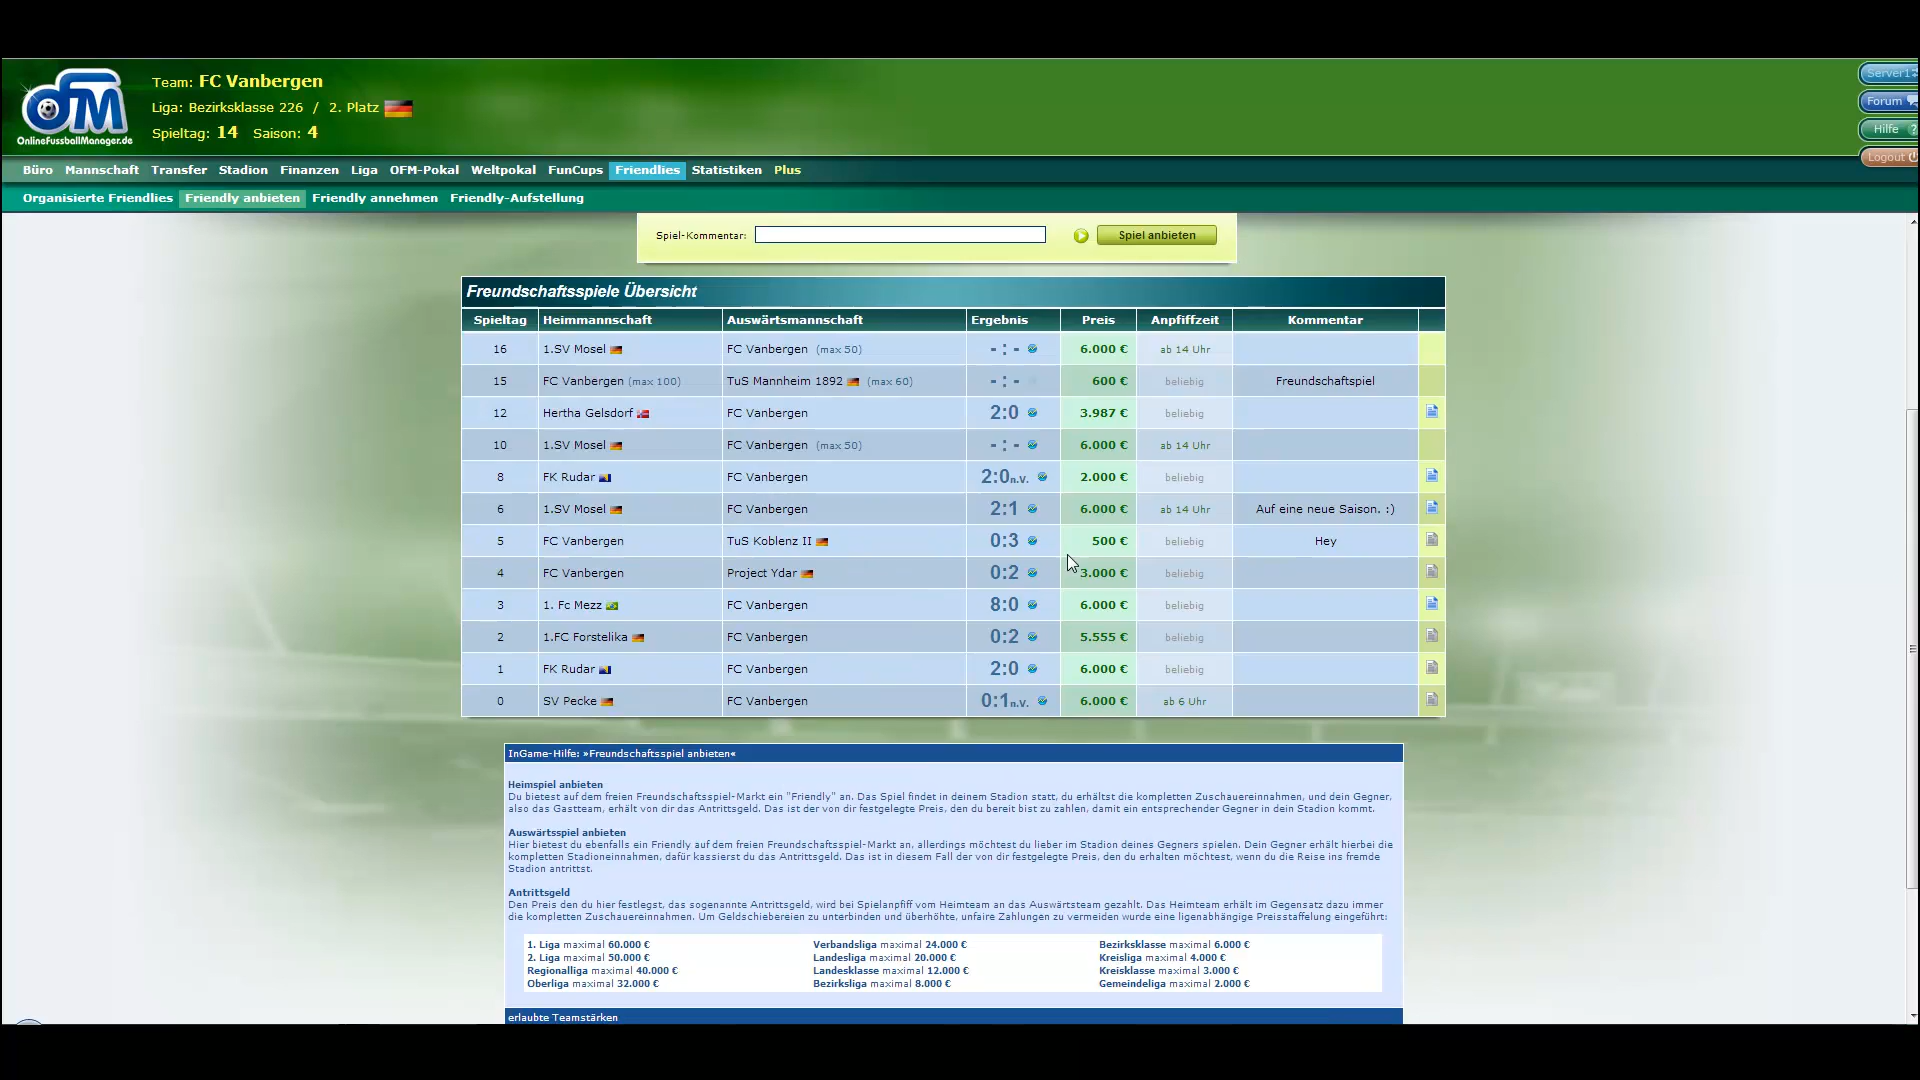 OFM
OnlineFussballManager.de
Team: FC Vanbergen
Liga: Bezirksklasse 226 / 2. Platz
Spieltag: 14 Saison: 4
Server1
Forum
Hilfe ?
Logout
Büro Mannschaft Transfer Stadion Finanzen Liga OFM-Pokal Weltpokal FunCups Friendlies Statistiken Plus
Organisierte Friendlies Friendly anbieten Friendly annehmen Friendly-Aufstellung
Spiel-Kommentar: Spiel anbieten
Freundschaftsspiele Übersicht
Spieltag Heimmannschaft Auswärtsmannschaft Ergebnis Preis Anpfiffzeit Kommentar
16 1.SV Mosel FC Vanbergen (max 50) - : - 6.000 € ab 14 Uhr
15 FC Vanbergen (max 100) TuS Mannheim 1892 (max 60) - : - 600 € beliebig Freundschaftspiel
12 Hertha Gelsdorf FC Vanbergen 2:0 3.987 € beliebig
10 1.SV Mosel FC Vanbergen (max 50) - : - 6.000 € ab 14 Uhr
8 FK Rudar FC Vanbergen 2:0n.V. 2.000 € beliebig
6 1.SV Mosel FC Vanbergen 2:1 6.000 € ab 14 Uhr Auf eine neue Saison. :)
5 FC Vanbergen TuS Koblenz II 0:3 500 € beliebig Hey
4 FC Vanbergen Project Ydar 0:2 3.000 € beliebig
3 1. Fc Mezz FC Vanbergen 8:0 6.000 € beliebig
2 1.FC Forstelika FC Vanbergen 0:2 5.555 € beliebig
1 FK Rudar FC Vanbergen 2:0 6.000 € beliebig
0 SV Pecke FC Vanbergen 0:1n.V. 6.000 € ab 6 Uhr
InGame-Hilfe: »Freundschaftsspiel anbieten«
Heimspiel anbieten
Du bietest auf dem freien Freundschaftsspiel-Markt ein "Friendly" an. Das Spiel findet in deinem Stadion statt, du erhältst die kompletten Zuschauereinnahmen, und dein Gegner,
also das Gastteam, erhält von dir das Antrittsgeld. Das ist der von dir festgelegte Preis, den du bereit bist zu zahlen, damit ein entsprechender Gegner in dein Stadion kommt.
Auswärtsspiel anbieten
Hier bietest du ebenfalls ein Friendly auf dem freien Freundschaftsspiel-Markt an, allerdings möchtest du lieber im Stadion deines Gegners spielen. Dein Gegner erhält hierbei die
kompletten Stadioneinnahmen, dafür kassierst du das Antrittsgeld. Das ist in diesem Fall der von dir festgelegte Preis, den du erhalten möchtest, wenn du die Reise ins fremde
Stadion antrittst.
Antrittsgeld
Den Preis den du hier festlegst, das sogenannte Antrittsgeld, wird bei Spielanpfiff vom Heimteam an das Auswärtsteam gezahlt. Das Heimteam erhält im Gegensatz dazu immer
die kompletten Zuschauereinnahmen. Um Geldschiebereien zu unterbinden und überhöhte, unfaire Zahlungen zu vermeiden wurde eine ligenabhängige Preisstaffelung eingeführt:
1. Liga maximal 60.000 € Verbandsliga maximal 24.000 € Bezirksklasse maximal 6.000 €
2. Liga maximal 50.000 € Landesliga maximal 20.000 € Kreisliga maximal 4.000 €
Regionalliga maximal 40.000 € Landesklasse maximal 12.000 € Kreisklasse maximal 3.000 €
Oberliga maximal 32.000 € Bezirksliga maximal 8.000 € Gemeindeliga maximal 2.000 €
erlaubte Teamstärken